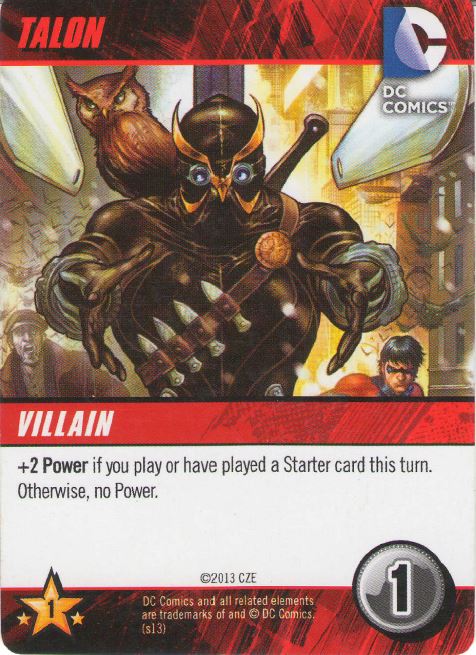 TALON
DC
COMICS™
VILLAIN
+2 Power if you play or have played a Starter card this turn.
Otherwise, no Power.
©2013 CZE
1
DC Comics and all related elements
are trademarks of and © DC Comics.
(s13)
1